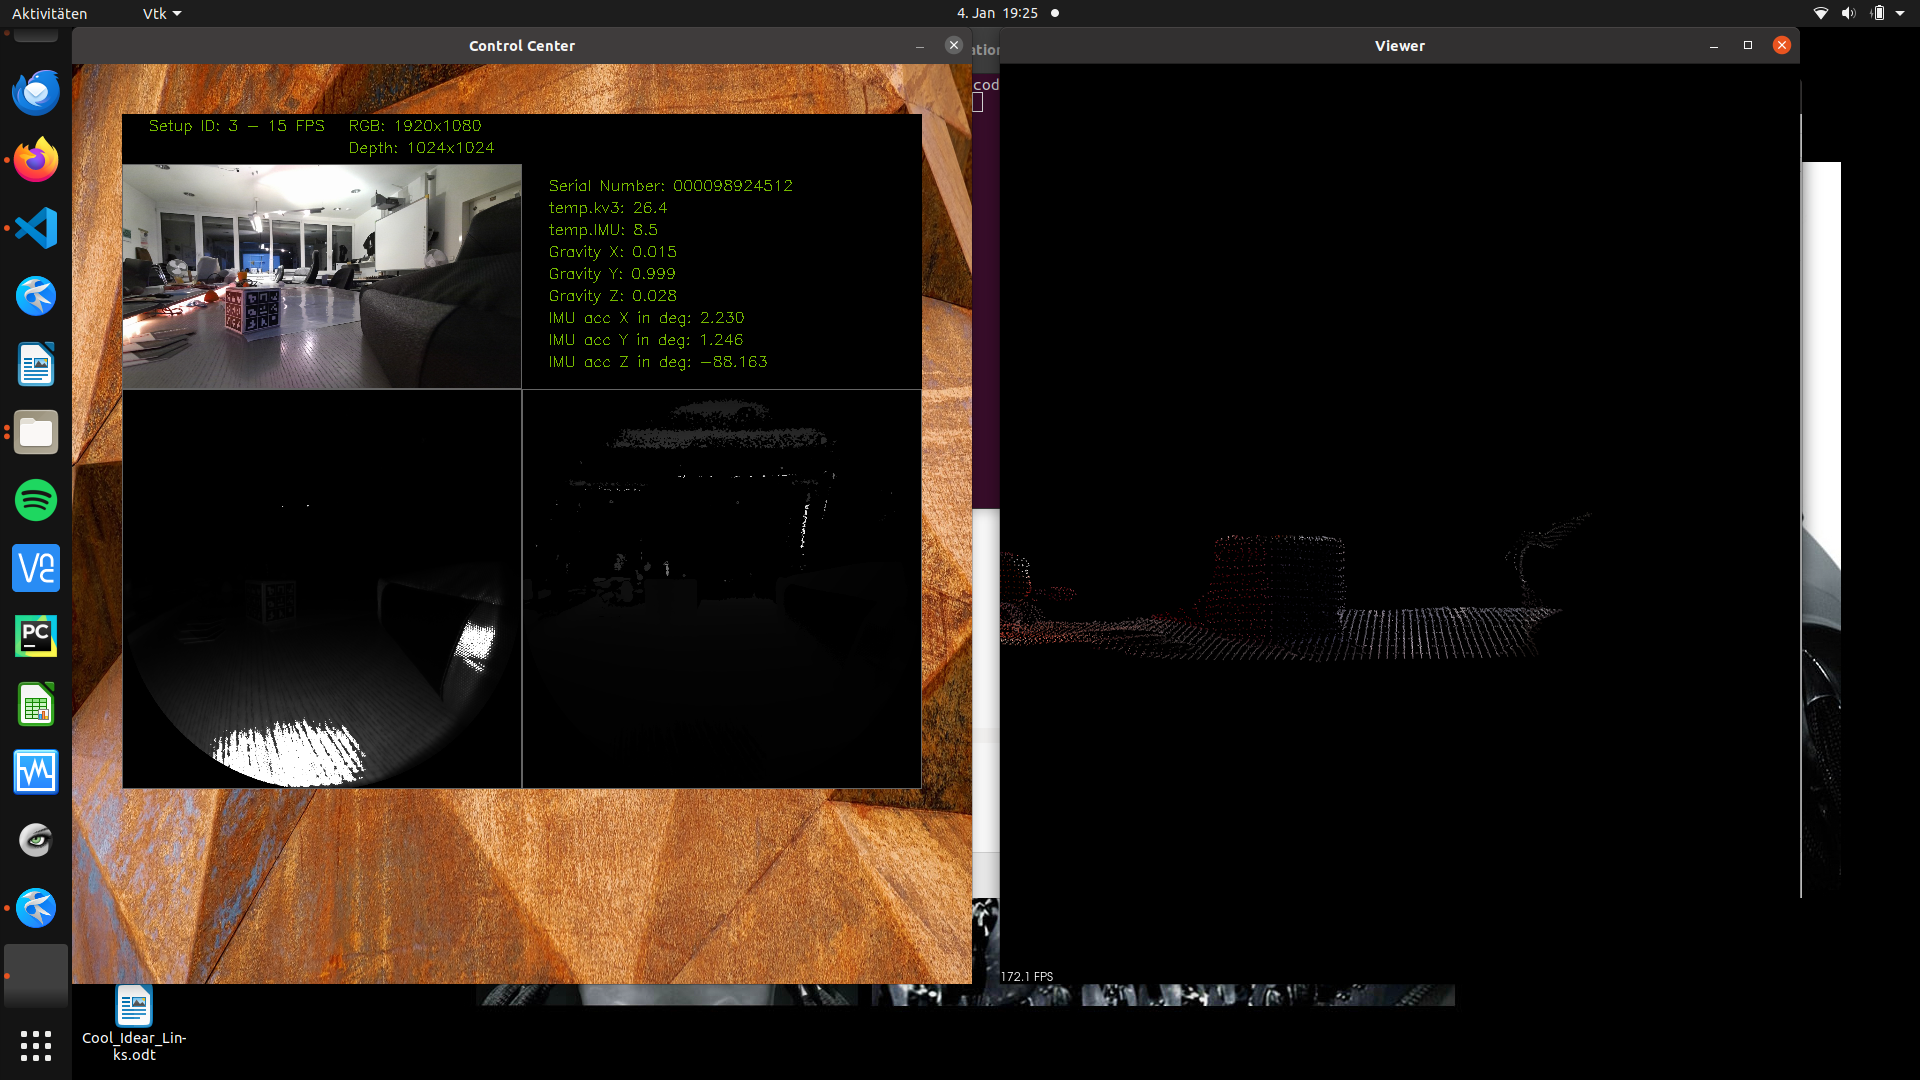 Aktivitäten
Vtk
4. Jan 19:25
Control Center
ation
Viewer
cod
Setup ID: 3 – 15 FPS RGB: 1920x1080
Depth: 1024x1024
Serial Number: 000098924512
temp.kv3: 26.4
temp.IMU: 8.5
Gravity X: 0.015
Gravity Y: 0.999
Gravity Z: 0.028
IMU acc X in deg: 2.230
IMU acc Y in deg: 1.246
IMU acc Z in deg: –88.163
PC
172.1 FPS
Cool_Idear_Lin-
ks.odt